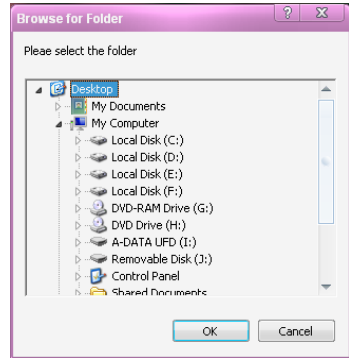 Browse for Folder
Pleae select the folder
Desktop
My Documents
My Computer
Local Disk (C:)
Local Disk (D:)
Local Disk (E:)
Local Disk (F:)
DVD-RAM Drive (G:)
DVD Drive (H:)
A-DATA UFD (I:)
Removable Disk (J:)
Control Panel
Shared Documents
OK Cancel